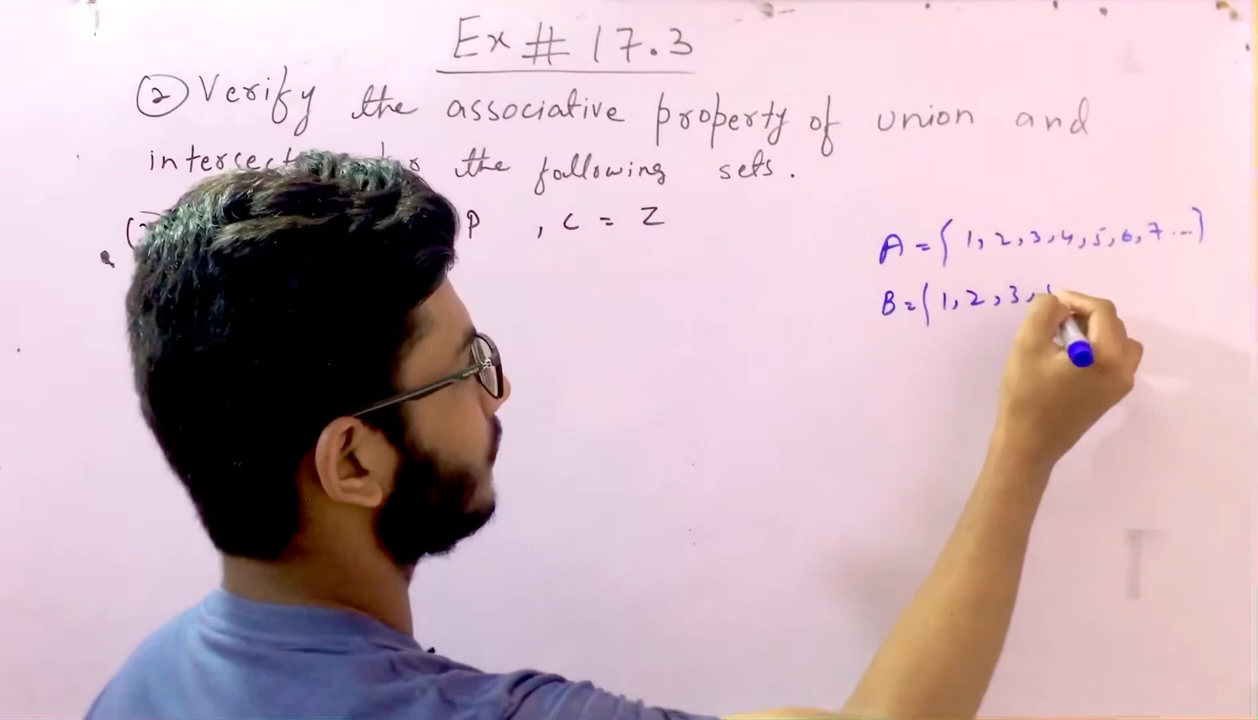 Ex # 17.3
② Verify the associative property of union and
intersect the following sets.
P , C = Z
A = { 1, 2, 3, 4, 5, 6, 7 ... }
B = { 1, 2, 3,